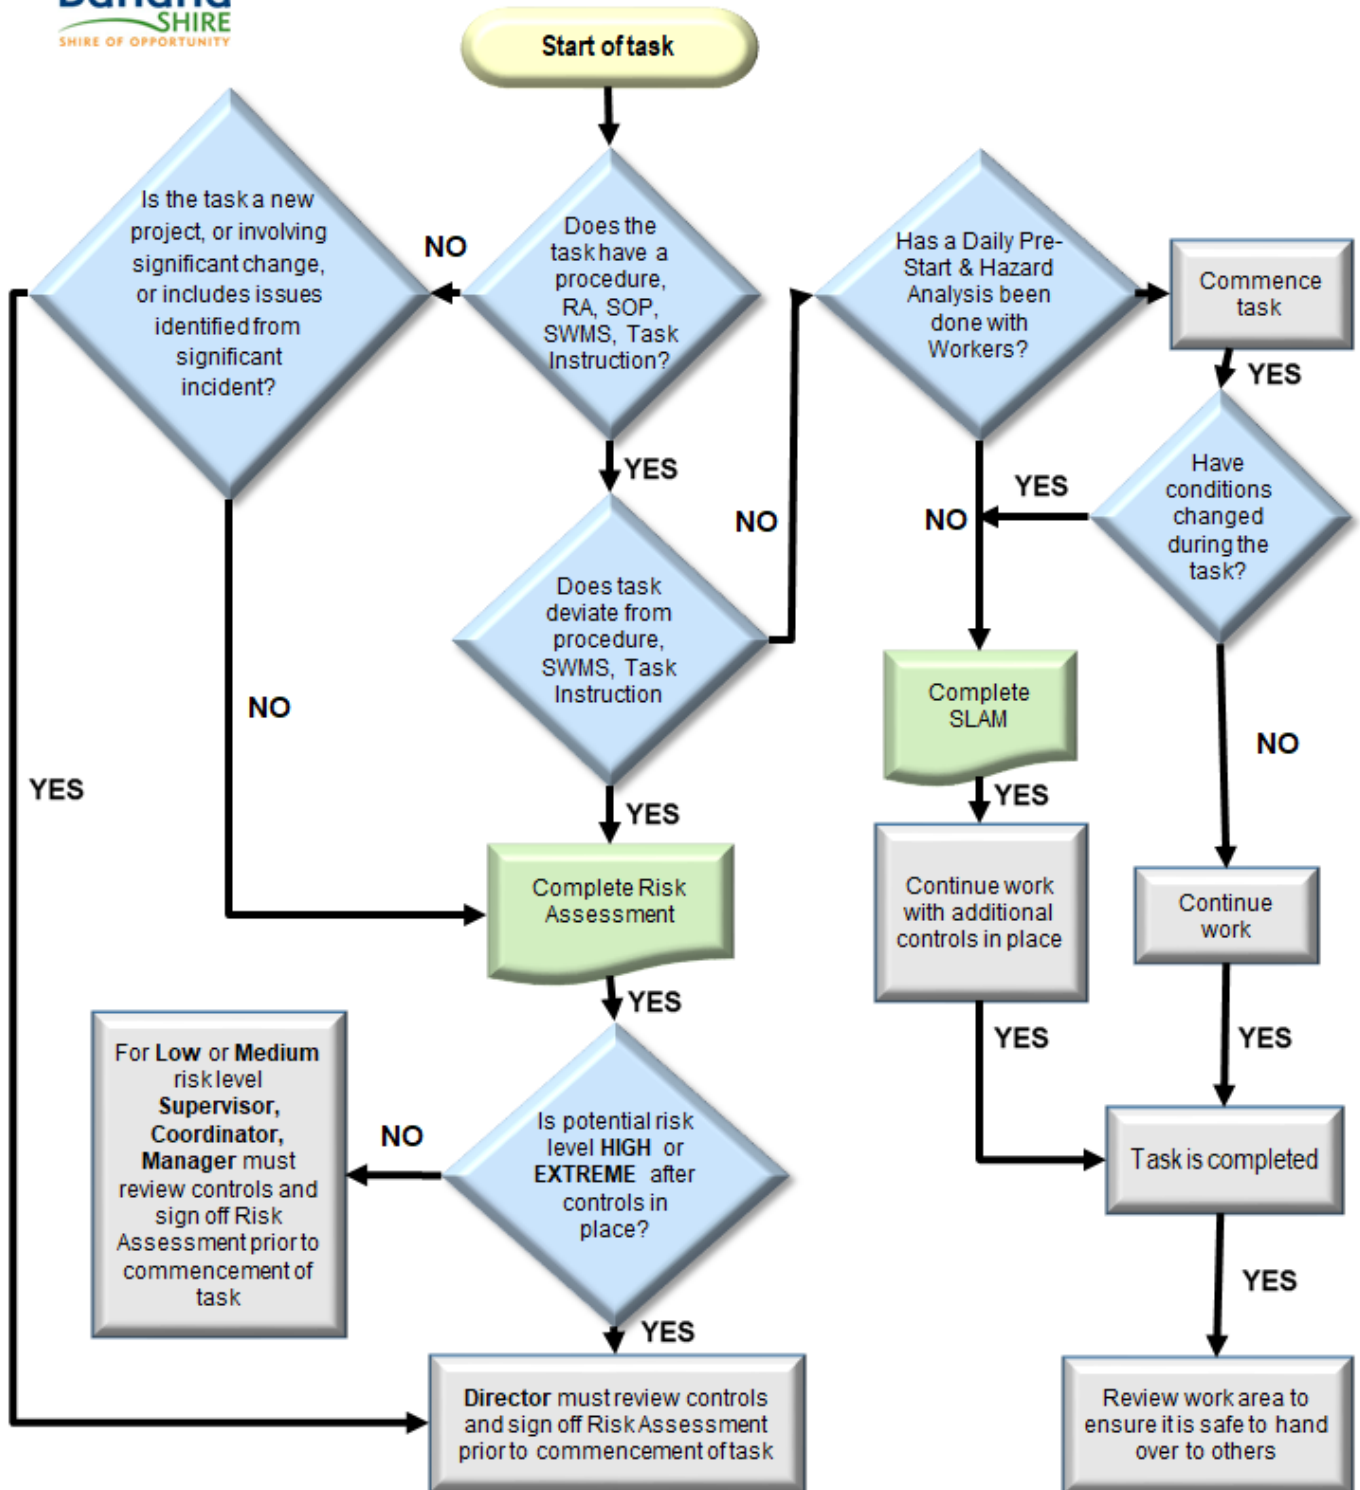 SHIRE
SHIRE OF OPPORTUNITY
Start of task
Is the task a new
project, or involving
significant change,
or includes issues
identified from
significant
incident?
NO
Does the
task have a
procedure,
RA, SOP,
SWMS, Task
Instruction?
Has a Daily Pre-
Start & Hazard
Analysis been
done with
Workers?
Commence
task
YES
YES
NO
NO
YES
Have
conditions
changed
during the
task?
Does task
deviate from
procedure,
SWMS, Task
Instruction
NO
YES
YES
Complete
SLAM
YES
NO
Complete Risk
Assessment
Continue work
with additional
controls in place
Continue
work
YES
YES
YES
For Low or Medium
risk level
Supervisor,
Coordinator,
Manager must
review controls and
sign off Risk
Assessment prior to
commencement of
task
NO
Is potential risk
level HIGH or
EXTREME after
controls in
place?
Task is completed
YES
YES
Director must review controls
and sign off Risk Assessment
prior to commencement of task
Review work area to
ensure it is safe to hand
over to others